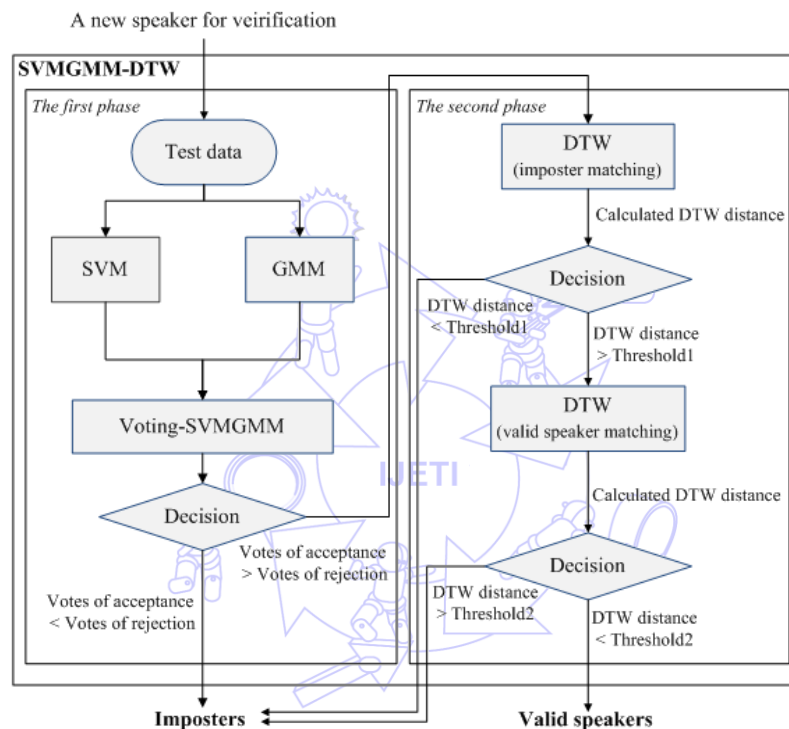 A new speaker for veirification
SVMGMM-DTW
The first phase
Test data
SVM
GMM
Voting-SVMGMM
Decision
Votes of acceptance
> Votes of rejection
Votes of acceptance
< Votes of rejection
The second phase
DTW
(imposter matching)
Calculated DTW distance
Decision
DTW distance
< Threshold1
DTW distance
> Threshold1
DTW
(valid speaker matching)
Calculated DTW distance
Decision
DTW distance
> Threshold2
DTW distance
< Threshold2
IJETI
Imposters
Valid speakers